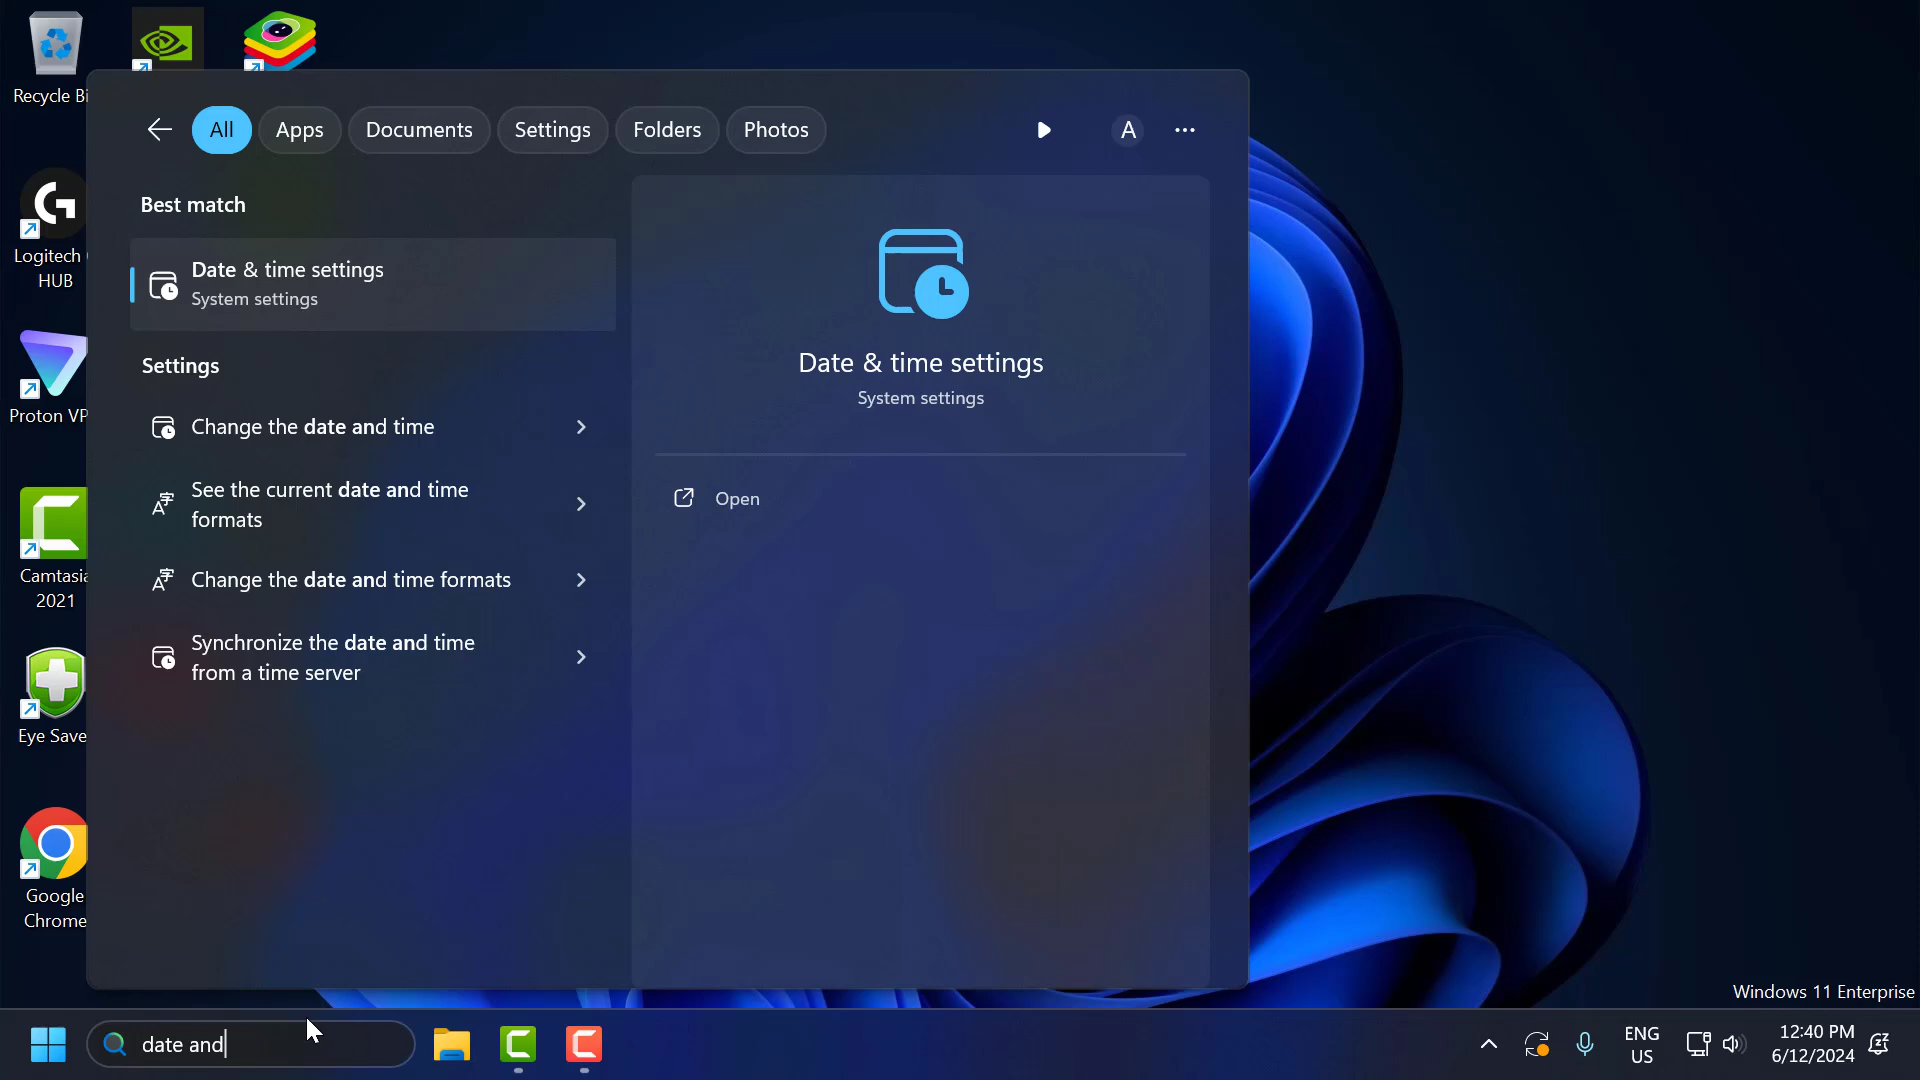 Recycle Bi
All
Apps
Documents
Settings
Folders
Photos
A
Best match
Date & time settings
System settings
Settings
Change the date and time
See the current date and time
formats
Change the date and time formats
Synchronize the date and time
from a time server
Date & time settings
System settings
Open
Logitech
HUB
Proton VP
Camtasia
2021
Eye Save
Google
Chrome
Windows 11 Enterprise
date and
ENG
US
12:40 PM
6/12/2024